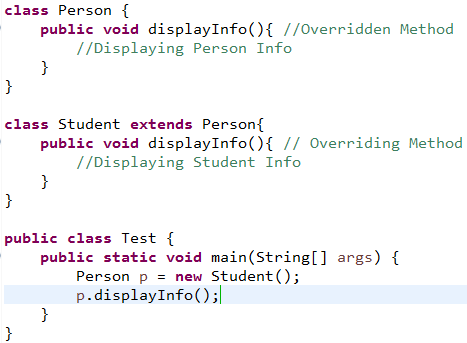 class Person {
    public void displayInfo(){ //Overridden Method
        //Displaying Person Info
    }
}

class Student extends Person{
    public void displayInfo(){ // Overriding Method
        //Displaying Student Info
    }
}

public class Test {
    public static void main(String[] args) {
        Person p = new Student();
        p.displayInfo();
    }
}